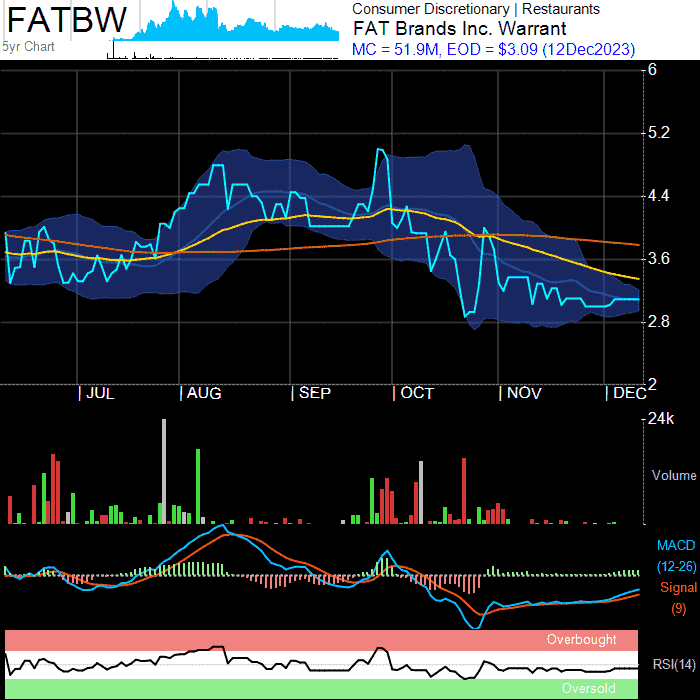 FATBW
5yr Chart
Consumer Discretionary | Restaurants
FAT Brands Inc. Warrant
MC = 51.9M, EOD = $3.09 (12Dec2023)
6
5.2
4.4
3.6
2.8
2
JUL
AUG
SEP
OCT
NOV
DEC
24k
Volume
MACD
(12-26)
Signal
(9)
Overbought
RSI(14)
Oversold